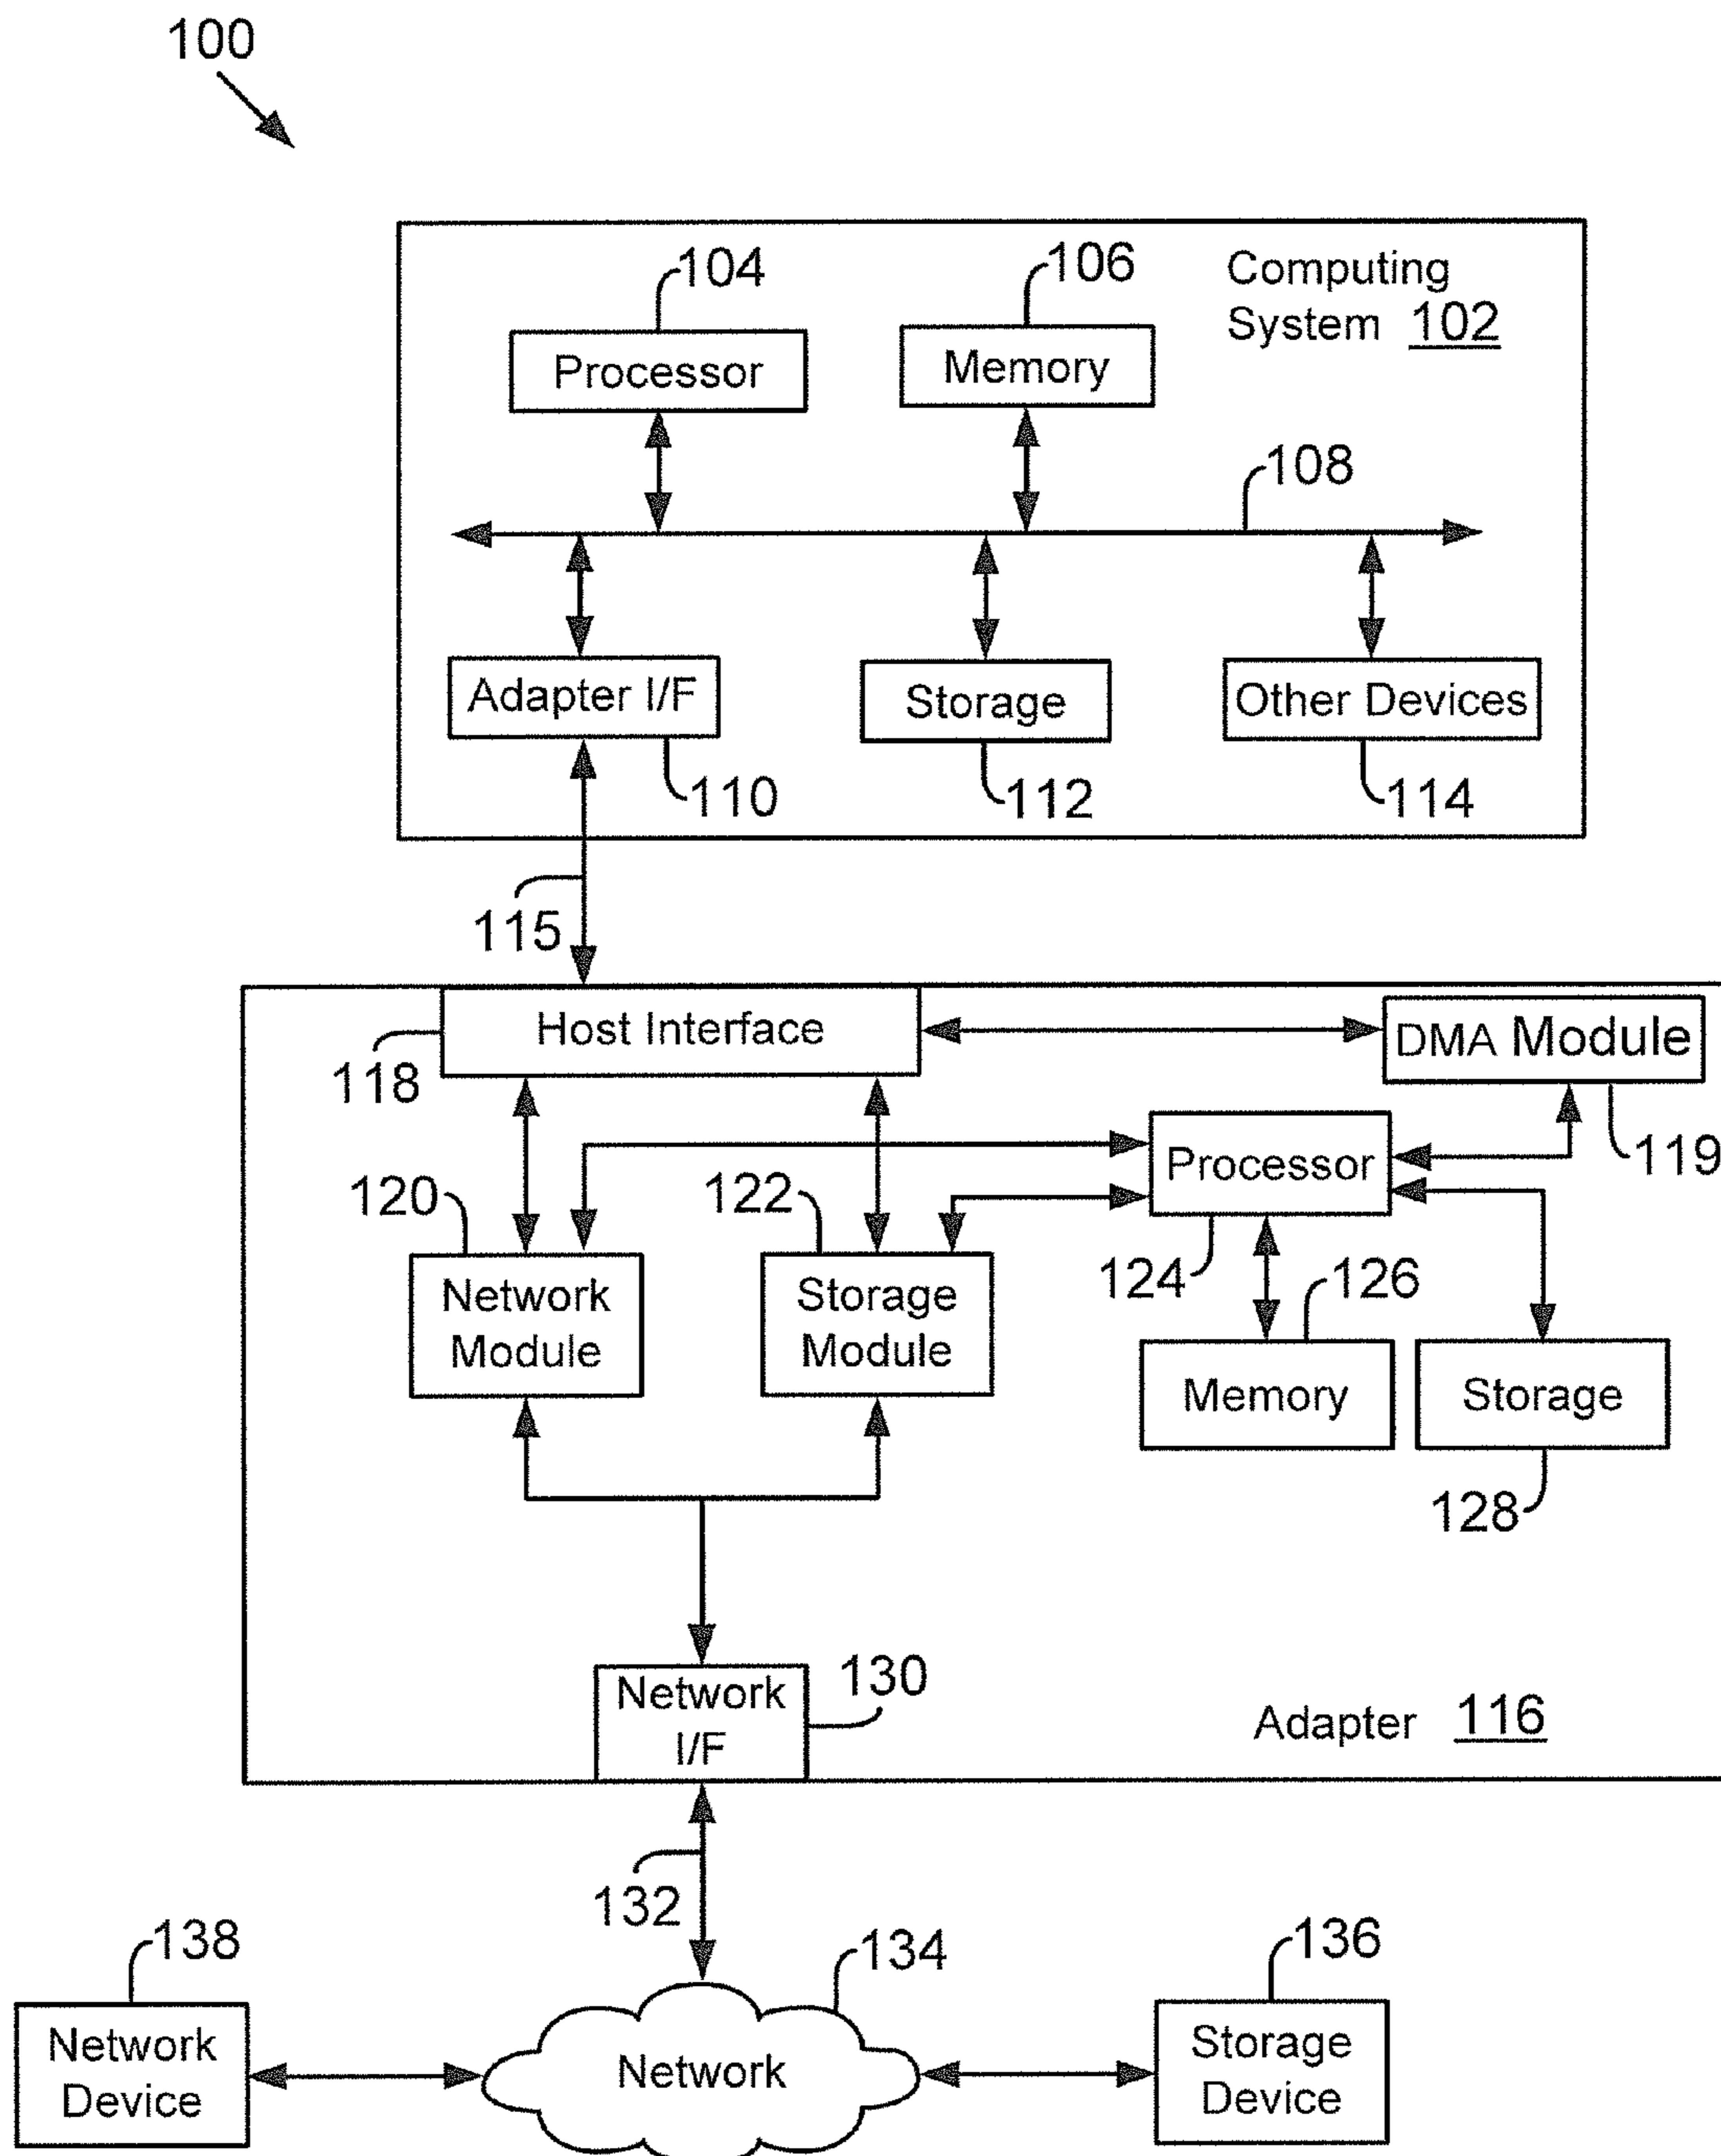 100
104
106
Computing
System 102
Processor
Memory
108
Adapter I/F
Storage
Other Devices
110
112
114
115
Host Interface
DMA Module
118
119
Processor
120
122
124
126
Network
Module
Storage
Module
Memory
Storage
128
Network
I/F
130
Adapter 116
132
138
134
136
Network
Device
Network
Storage
Device